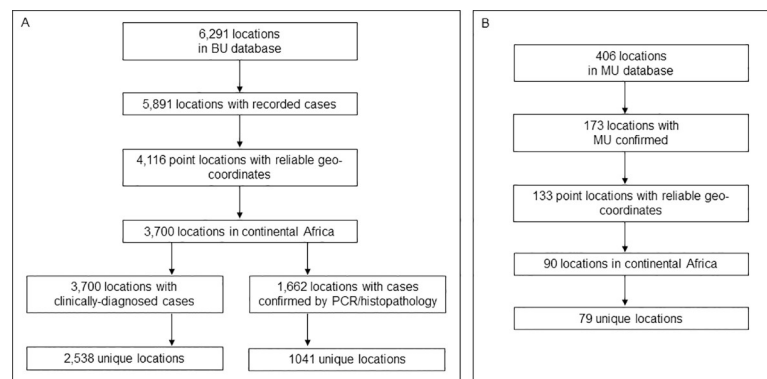 A
6,291 locations
in BU database
5,891 locations with recorded cases
4,116 point locations with reliable geo-
coordinates
3,700 locations in continental Africa
3,700 locations with
clinically-diagnosed cases
1,662 locations with cases
confirmed by PCR/histopathology
2,538 unique locations
1041 unique locations
B
406 locations
in MU database
173 locations with
MU confirmed
133 point locations with reliable geo-
coordinates
90 locations in continental Africa
79 unique locations